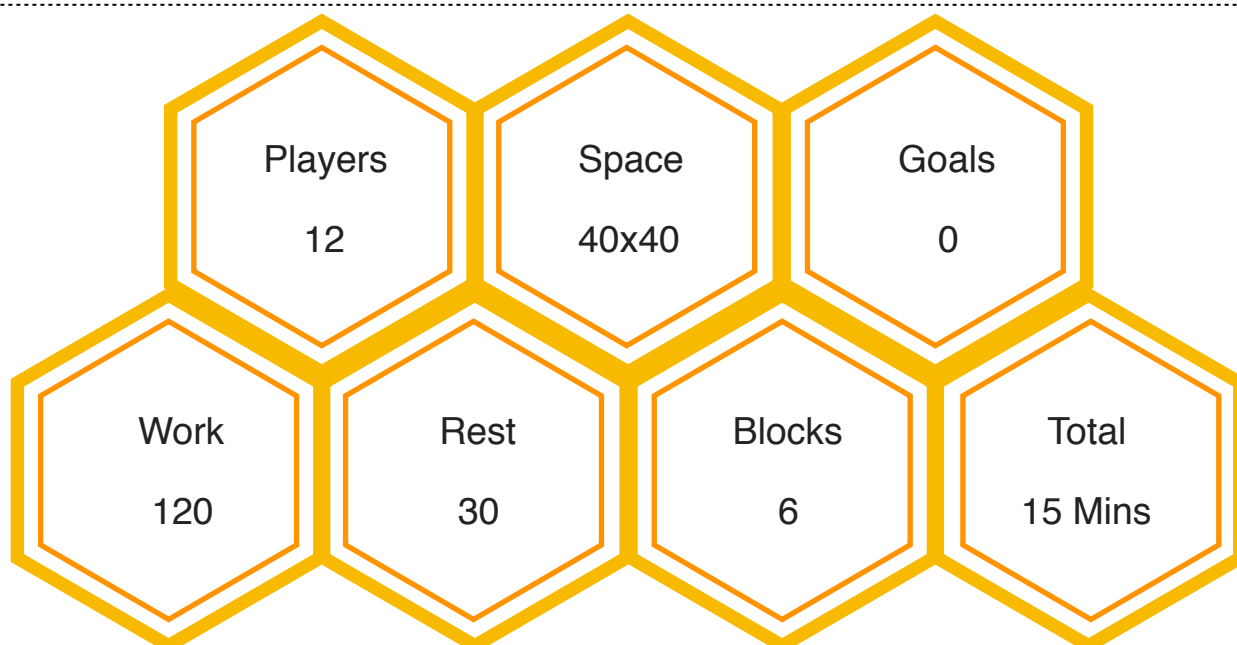 Players
12
Space
40x40
Goals
0
Work
120
Rest
30
Blocks
6
Total
15 Mins